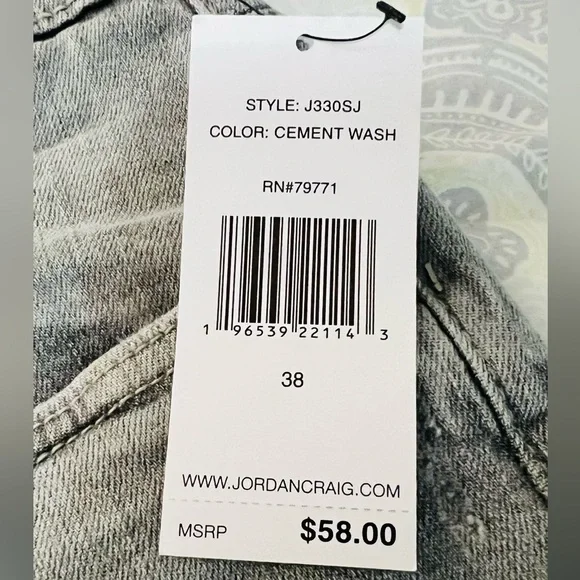 STYLE: J330SJ
COLOR: CEMENT WASH
RN#79771
1 96539 22114 3
38
WWW.JORDANCRAIG.COM
MSRP $58.00